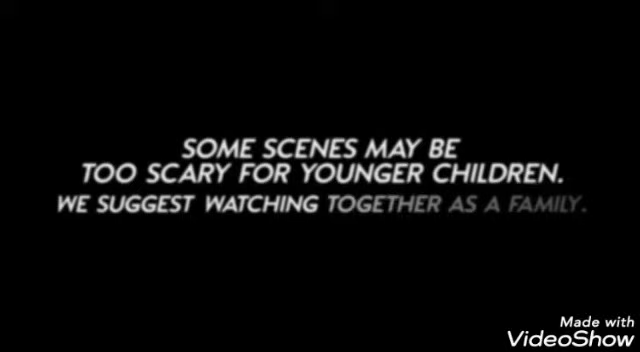 SOME SCENES MAY BE
TOO SCARY FOR YOUNGER CHILDREN.
WE SUGGEST WATCHING TOGETHER AS A FAMILY.
Made with
VideoShow